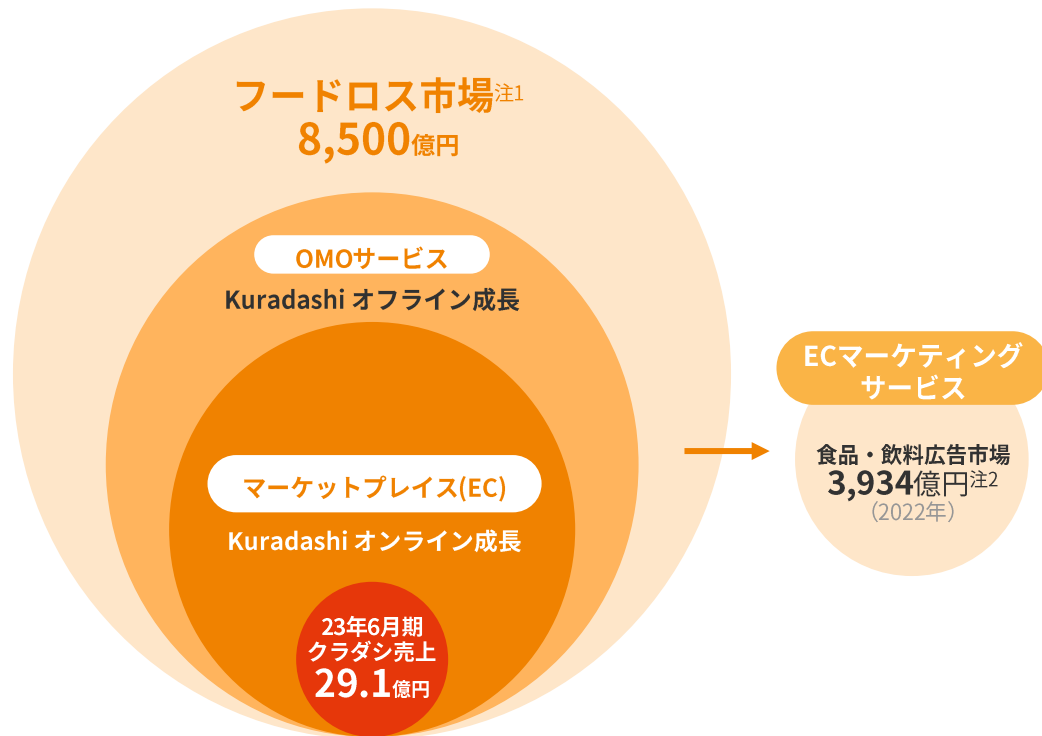 フードロス市場注1
8,500億円
OMOサービス
Kuradashi オフライン成長
マーケットプレイス(EC)
Kuradashi オンライン成長
23年6月期
クラダシ売上
29.1億円
ECマーケティング
サービス
食品・飲料広告市場
3,934億円注2
（2022年）